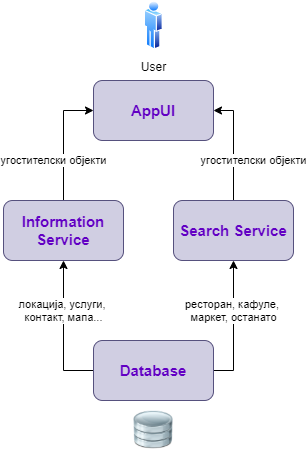 User
AppUI
угостителски објекти
угостителски објекти
Information
Service
Search Service
локација, услуги,
контакт, мапа...
ресторан, кафуле,
маркет, останато
Database